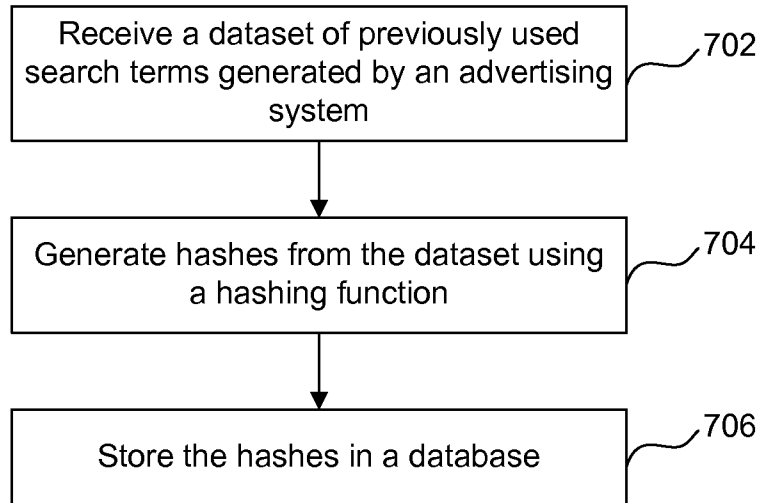 Receive a dataset of previously used
search terms generated by an advertising
system
702
Generate hashes from the dataset using
a hashing function
704
Store the hashes in a database
706